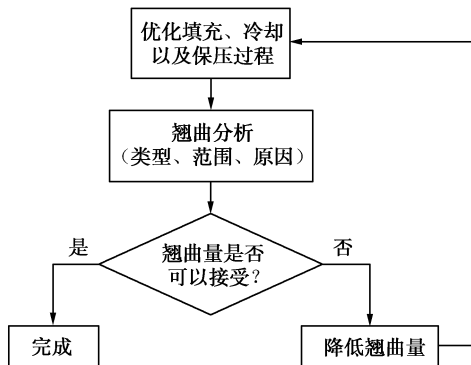 优化填充、冷却
以及保压过程
翘曲分析
（类型、范围、原因）
是
翘曲量是否
可以接受？
否
完成
降低翘曲量